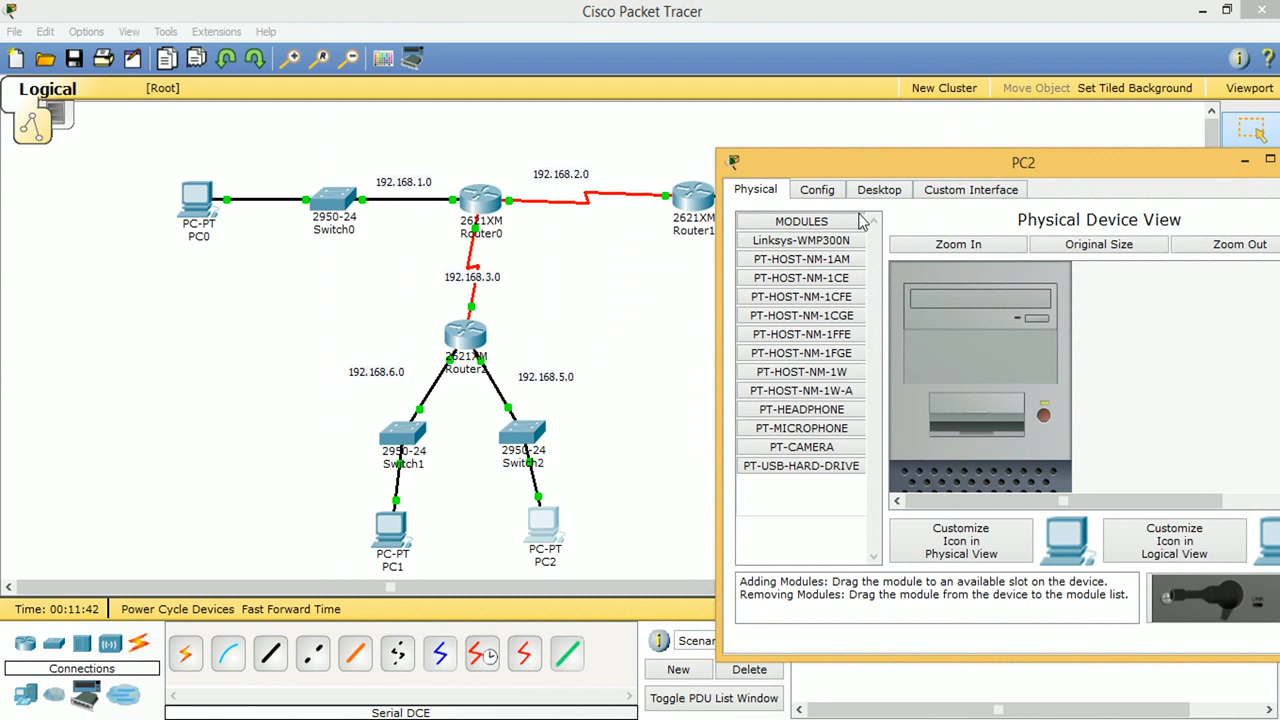 Cisco Packet Tracer
File Edit Options View Tools Extensions Help
Logical
[Root]
New Cluster
Move Object
Set Tiled Background
Viewport
192.168.1.0
192.168.2.0
PC-PT
PC0
2950-24
Switch0
2621XM
Router0
2621XM
Router1
192.168.3.0
2621XM
192.168.6.0
192.168.5.0
2950-24
Switch1
2950-24
Switch2
PC-PT
PC1
PC-PT
PC2
PC2
Physical
Config
Desktop
Custom Interface
MODULES
Linksys-WMP300N
PT-HOST-NM-1AM
PT-HOST-NM-1CE
PT-HOST-NM-1CFE
PT-HOST-NM-1CGE
PT-HOST-NM-1FFE
PT-HOST-NM-1FGE
PT-HOST-NM-1W
PT-HOST-NM-1W-A
PT-HEADPHONE
PT-MICROPHONE
PT-CAMERA
PT-USB-HARD-DRIVE
Physical Device View
Zoom In
Original Size
Zoom Out
Customize
Icon in
Physical View
Customize
Icon in
Logical View
Adding Modules: Drag the module to an available slot on the device.
Removing Modules: Drag the module from the device to the module list.
Time: 00:11:42
Power Cycle Devices
Fast Forward Time
Connections
Serial DCE
Scenar
New
Delete
Toggle PDU List Window